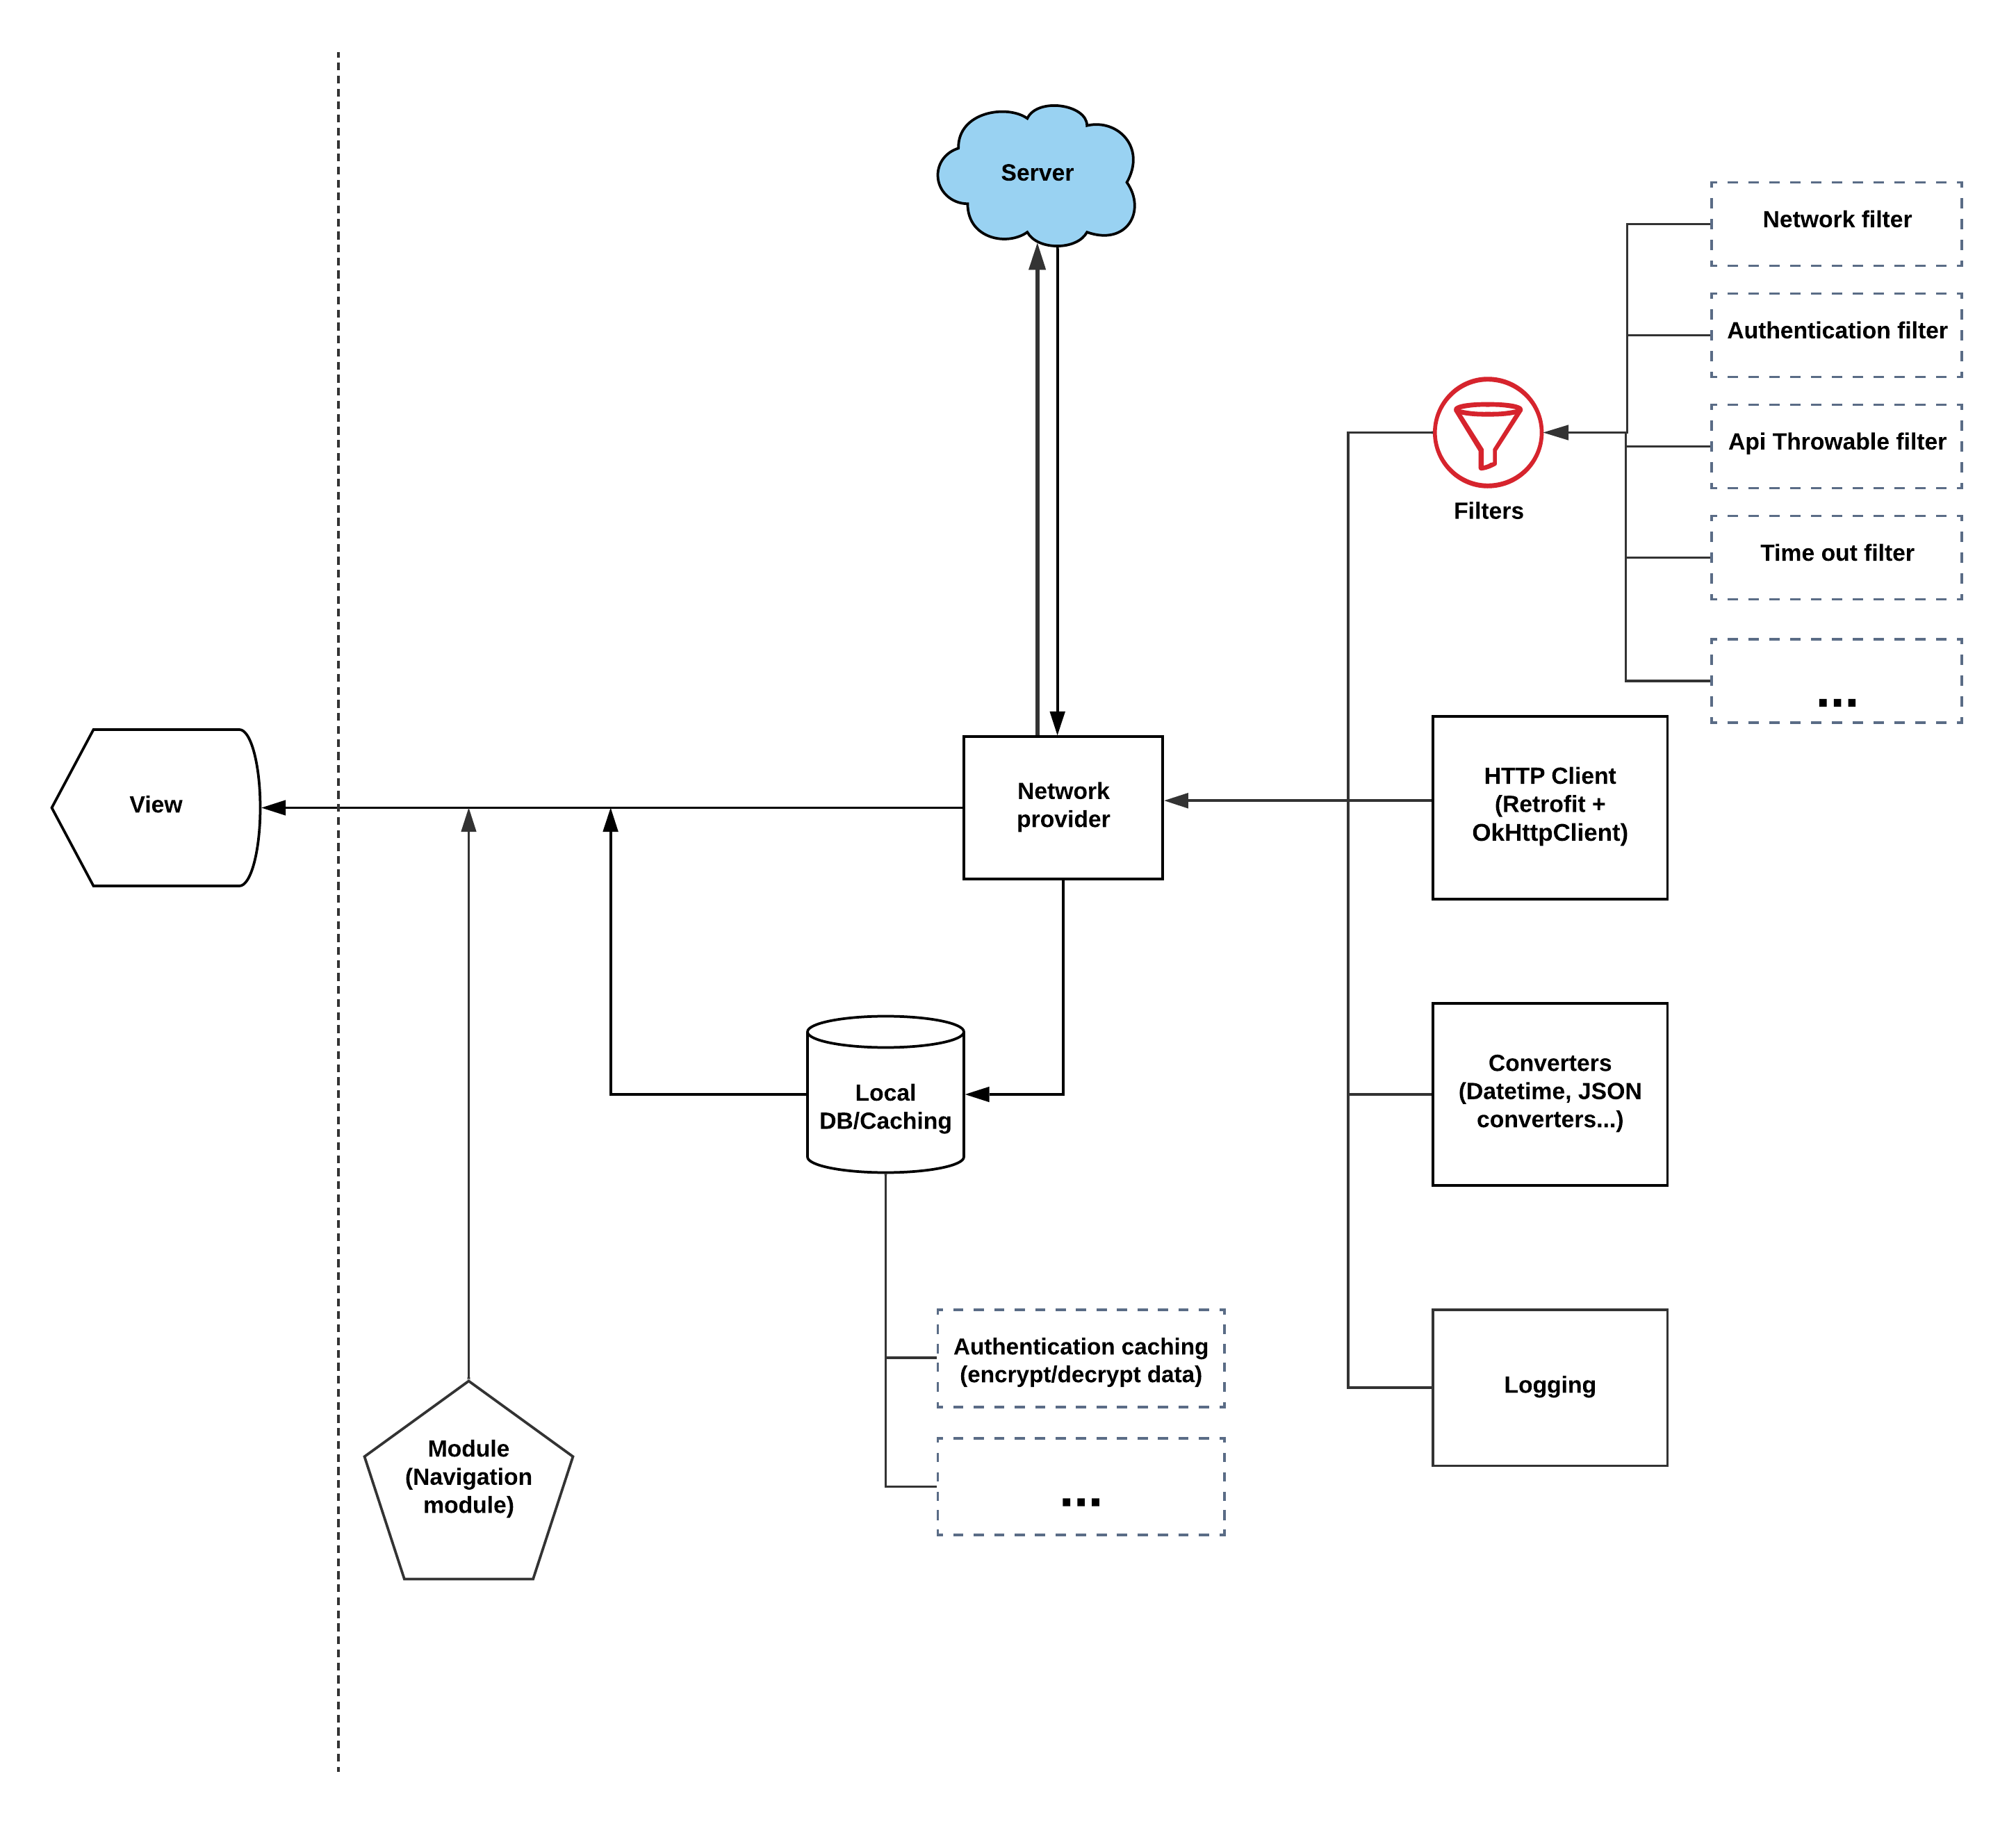 Server
Network filter
Authentication filter
Api Throwable filter
Time out filter
...
Filters
View
Network
provider
HTTP Client
(Retrofit +
OkHttpClient)
Local
DB/Caching
Converters
(Datetime, JSON
converters...)
Authentication caching
(encrypt/decrypt data)
...
Logging
Module
(Navigation
module)